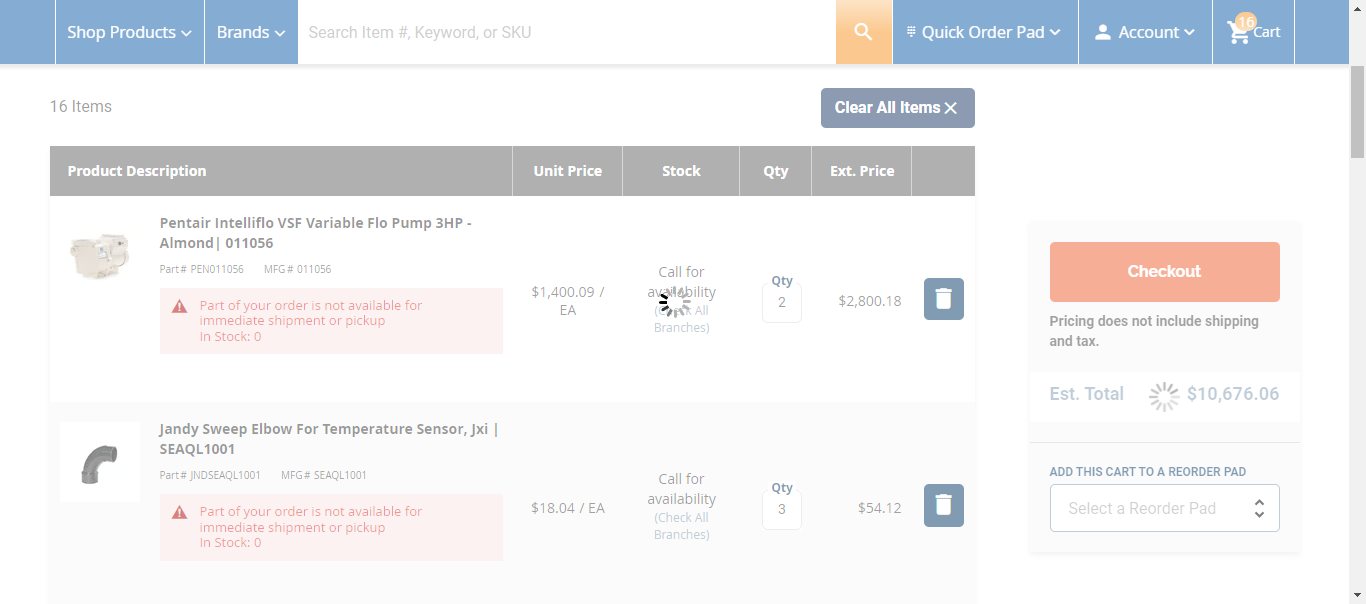 Shop Products
Brands
Search Item #, Keyword, or SKU
Quick Order Pad
Account
16
Cart
16 Items
Clear All Items
Product Description
Unit Price
Stock
Qty
Ext. Price
Pentair Intelliflo VSF Variable Flo Pump 3HP -
Almond| 011056
Part# PEN011056 MFG# 011056
Part of your order is not available for
immediate shipment or pickup
In Stock: 0
$1,400.09 /
EA
Call for
availability
(Check All
Branches)
Qty
2
$2,800.18
Jandy Sweep Elbow For Temperature Sensor, Jxi |
SEAQL1001
Part# JNDSEAQL1001 MFG# SEAQL1001
Part of your order is not available for
immediate shipment or pickup
In Stock: 0
$18.04 / EA
Call for
availability
(Check All
Branches)
Qty
3
$54.12
Checkout
Pricing does not include shipping
and tax.
Est. Total $10,676.06
ADD THIS CART TO A REORDER PAD
Select a Reorder Pad